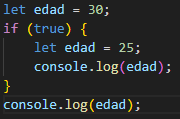 let edad = 30;
if (true) {
    let edad = 25;
    console.log(edad);
}
console.log(edad);